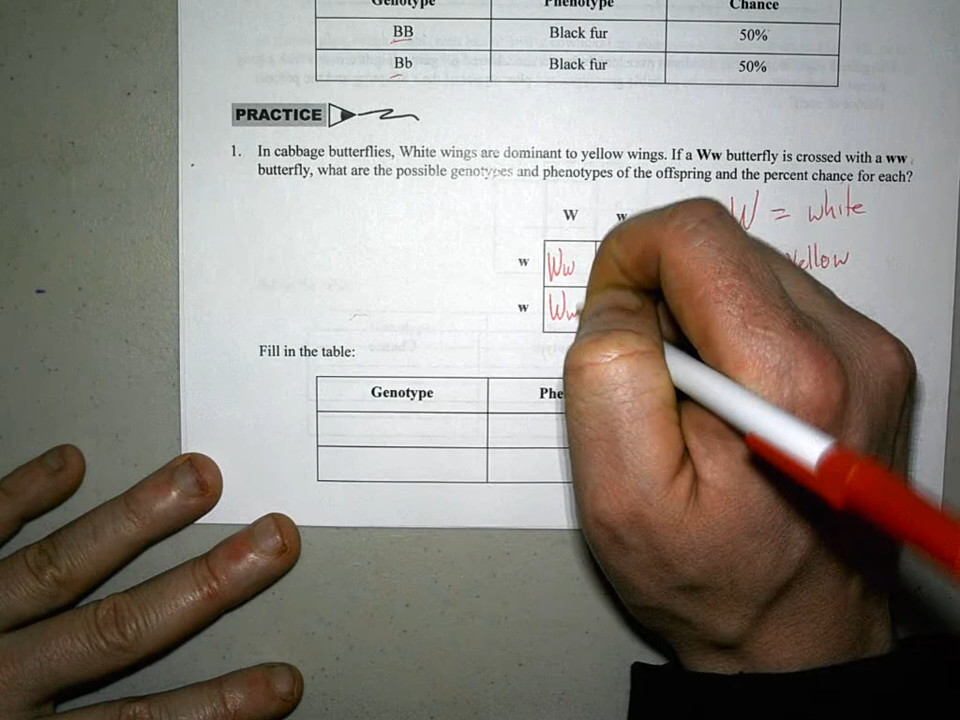 Genotype Phenotype Chance
BB Black fur 50%
Bb Black fur 50%
PRACTICE
1. In cabbage butterflies, White wings are dominant to yellow wings. If a Ww butterfly is crossed with a ww
butterfly, what are the possible genotypes and phenotypes of the offspring and the percent chance for each?
W w W = white
w Ww yellow
w Ww
Fill in the table:
Genotype Phe